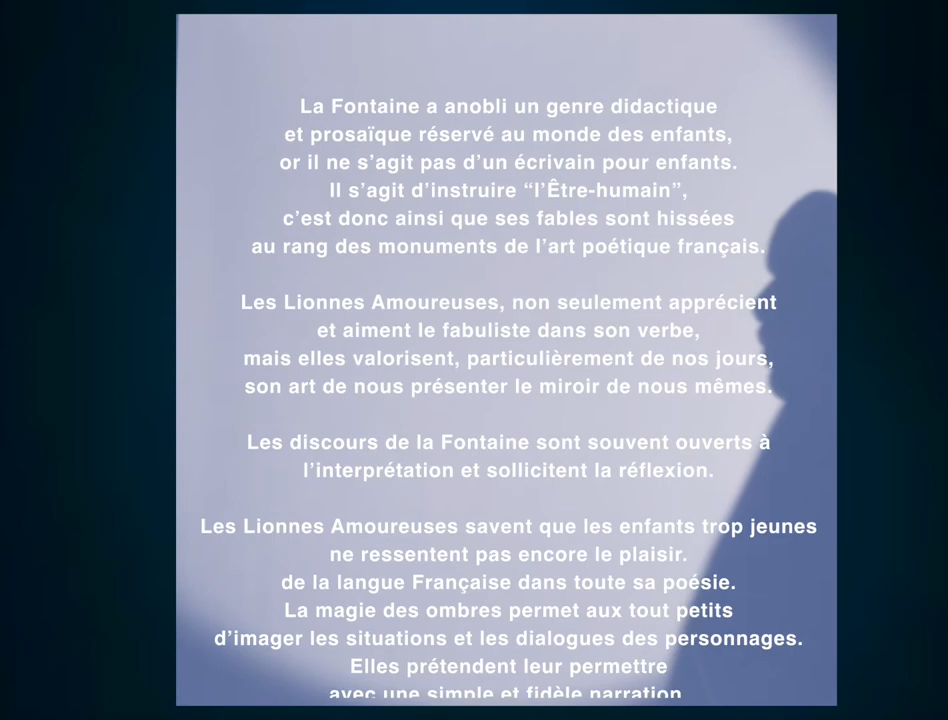 La Fontaine a anobli un genre didactique
et prosaïque réservé au monde des enfants,
or il ne s’agit pas d’un écrivain pour enfants.
Il s’agit d’instruire “l’Être-humain”,
c’est donc ainsi que ses fables sont hissées
au rang des monuments de l’art poétique français.
Les Lionnes Amoureuses, non seulement apprécient
et aiment le fabuliste dans son verbe,
mais elles valorisent, particulièrement de nos jours,
son art de nous présenter le miroir de nous mêmes.
Les discours de la Fontaine sont souvent ouverts à
l’interprétation et sollicitent la réflexion.
Les Lionnes Amoureuses savent que les enfants trop jeunes
ne ressentent pas encore le plaisir.
de la langue Française dans toute sa poésie.
La magie des ombres permet aux tout petits
d’imager les situations et les dialogues des personnages.
Elles prétendent leur permettre
avec une simple et fidèle narration